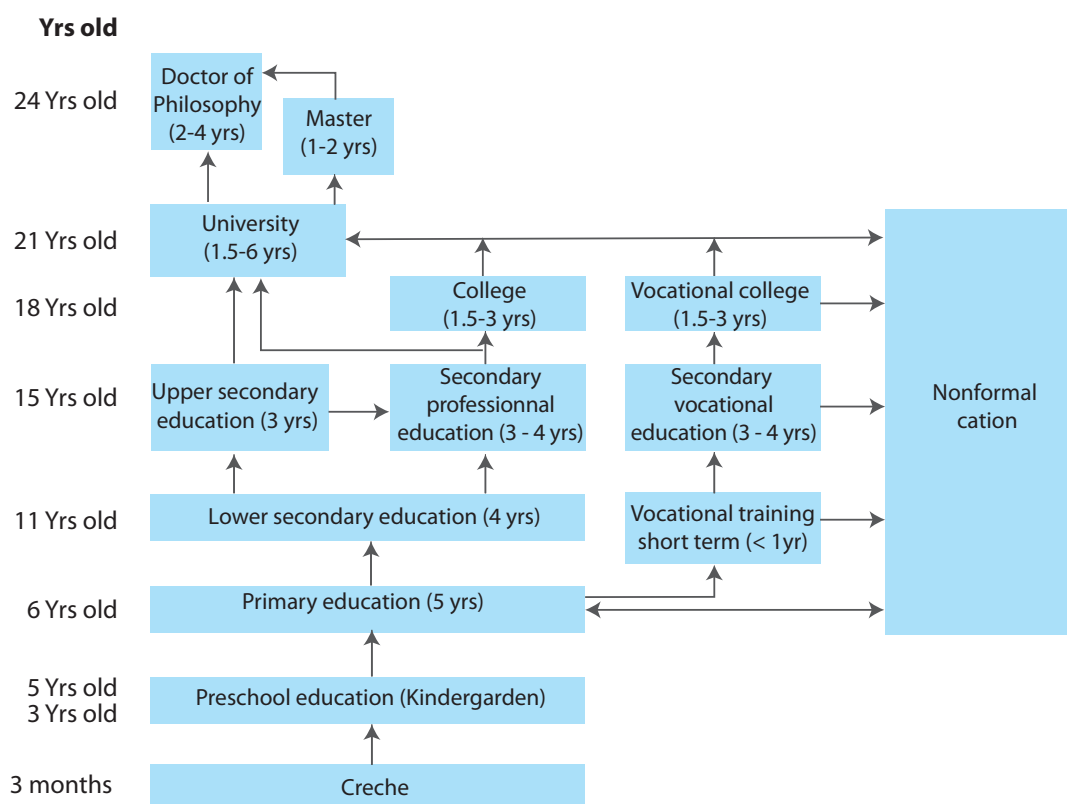 Yrs old
24 Yrs old
Doctor of
Philosophy
(2-4 yrs)
Master
(1-2 yrs)
21 Yrs old
University
(1.5-6 yrs)
18 Yrs old
College
(1.5-3 yrs)
Vocational college
(1.5-3 yrs)
15 Yrs old
Upper secondary
education (3 yrs)
Secondary
professionnal
education (3 - 4 yrs)
Secondary
vocational
education (3 - 4 yrs)
Nonformal
cation
11 Yrs old
Lower secondary education (4 yrs)
Vocational training
short term (< 1yr)
6 Yrs old
Primary education (5 yrs)
5 Yrs old
3 Yrs old
Preschool education (Kindergarden)
3 months
Creche